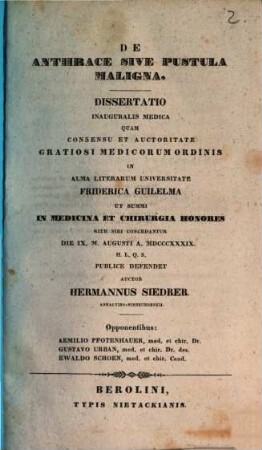 2.
DE
ANTHRACE SIVE PUSTULA
MALIGNA.
DISSERTATIO
INAUGURALIS MEDICA
QUAM
CONSENSU ET AUCTORITATE
GRATIOSI MEDICORUM ORDINIS
IN
ALMA LITERARUM UNIVERSITATE
FRIDERICA GUILELMA
UT SUMMI
IN MEDICINA ET CHIRURGIA HONORES
RITE SIBI CONCEDANTUR
DIE IX. M. AUGUSTI A. MDCCCXXXIX.
H. L. Q. S.
PUBLICE DEFENDET
AUCTOR
HERMANNUS SIEDRER
Opponentibus:
AEMILIO PFOTENHAUER, med. et chir. Dr.
GUSTAVO URBAN, med. et chir. Dr. des.
EWALDO SCHOEN, med. et chir. Cand.
BEROLINI,
TYPIS NIETACKIANIS.